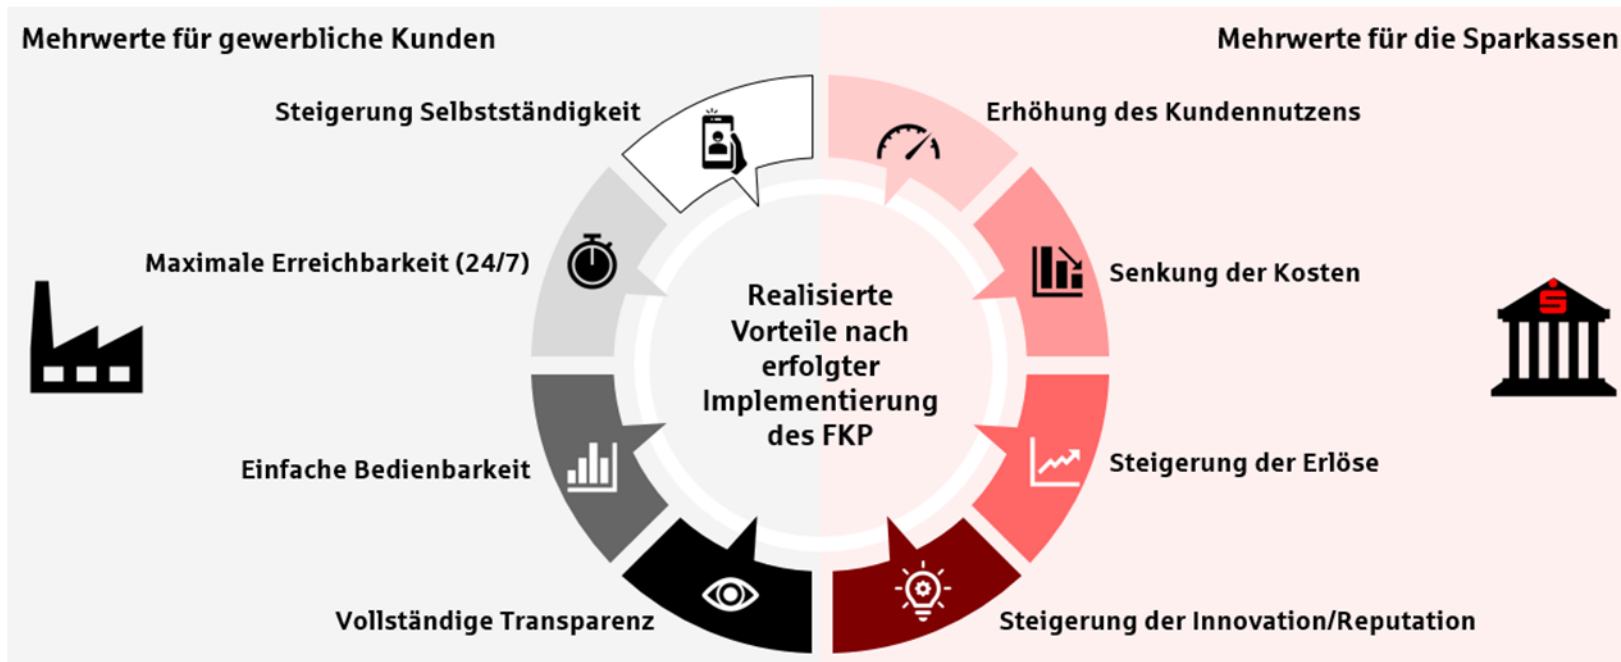 Mehrwerte für gewerbliche Kunden
Mehrwerte für die Sparkassen
Steigerung Selbstständigkeit
Erhöhung des Kundennutzens
Maximale Erreichbarkeit (24/7)
Senkung der Kosten
Realisierte
Vorteile nach
erfolgter
Implementierung
des FKP
Einfache Bedienbarkeit
Steigerung der Erlöse
Vollständige Transparenz
Steigerung der Innovation/Reputation